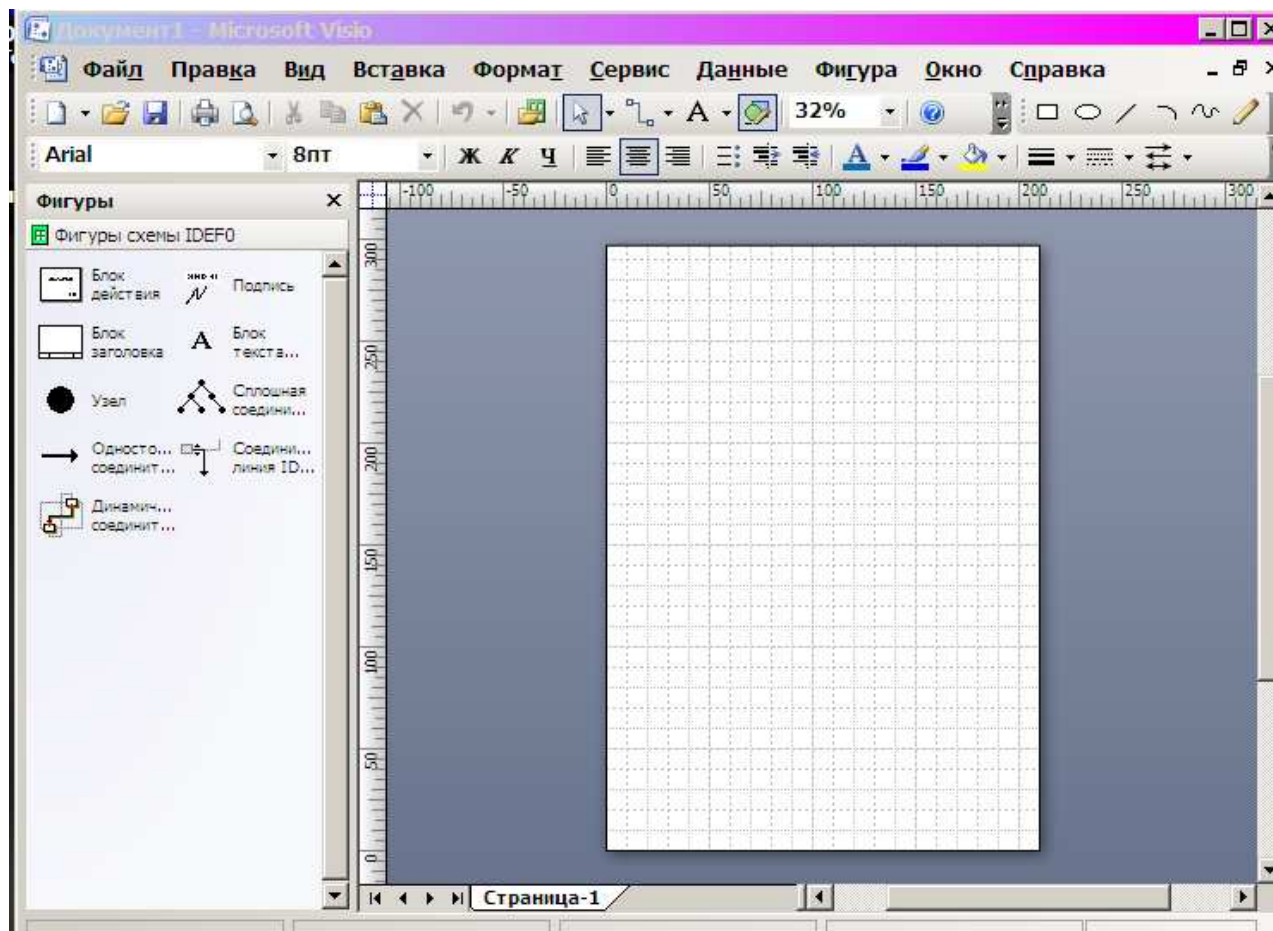 Документ1 - Microsoft Visio
Файл Правка Вид Вставка Формат Сервис Данные Фигура Окно Справка
A 32%
Arial 8пт Ж К Ч A
Фигуры
-100 -50 0 50 100 150 200 250 300
Фигуры схемы IDEF0
Блок действия
Подпись
Блок заголовка
A Блок текста...
Узел
Сплошная соедини...
Односто... соединит...
Соедини... линия ID...
Динамич... соединит...
300
250
200
150
100
50
0
Страница-1